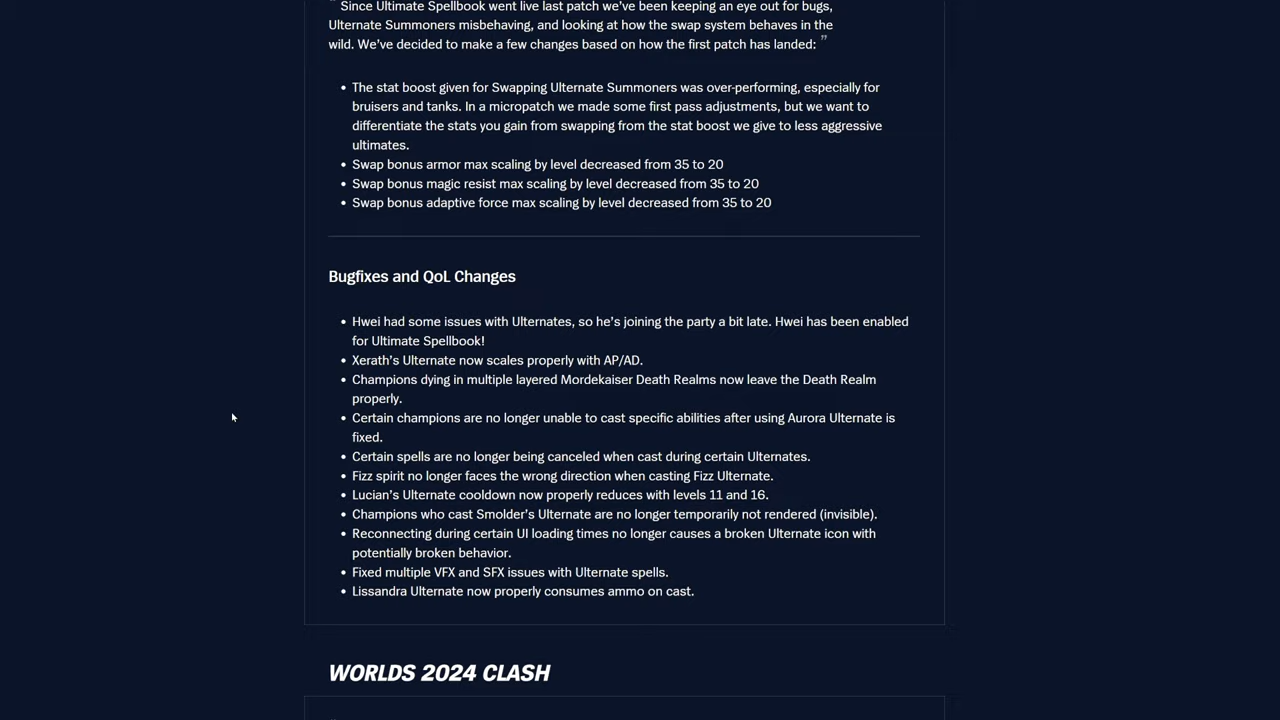 " Since Ultimate Spellbook went live last patch we've been keeping an eye out for bugs,
Ulternate Summoners misbehaving, and looking at how the swap system behaves in the
wild. We've decided to make a few changes based on how the first patch has landed: "
• The stat boost given for Swapping Ulternate Summoners was over-performing, especially for
bruisers and tanks. In a micropatch we made some first pass adjustments, but we want to
differentiate the stats you gain from swapping from the stat boost we give to less aggressive
ultimates.
• Swap bonus armor max scaling by level decreased from 35 to 20
• Swap bonus magic resist max scaling by level decreased from 35 to 20
• Swap bonus adaptive force max scaling by level decreased from 35 to 20
Bugfixes and QoL Changes
• Hwei had some issues with Ulternates, so he's joining the party a bit late. Hwei has been enabled
for Ultimate Spellbook!
• Xerath's Ulternate now scales properly with AP/AD.
• Champions dying in multiple layered Mordekaiser Death Realms now leave the Death Realm
properly.
• Certain champions are no longer unable to cast specific abilities after using Aurora Ulternate is
fixed.
• Certain spells are no longer being canceled when cast during certain Ulternates.
• Fizz spirit no longer faces the wrong direction when casting Fizz Ulternate.
• Lucian's Ulternate cooldown now properly reduces with levels 11 and 16.
• Champions who cast Smolder's Ulternate are no longer temporarily not rendered (invisible).
• Reconnecting during certain UI loading times no longer causes a broken Ulternate icon with
potentially broken behavior.
• Fixed multiple VFX and SFX issues with Ulternate spells.
• Lissandra Ulternate now properly consumes ammo on cast.
WORLDS 2024 CLASH